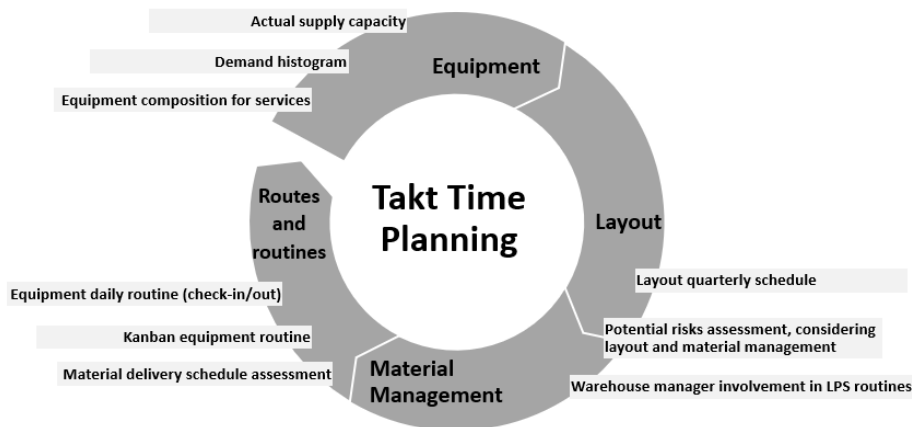 Actual supply capacity
Demand histogram
Equipment composition for services
Equipment
Takt Time
Planning
Routes
and
routines
Layout
Layout quarterly schedule
Potential risks assessment, considering
layout and material management
Warehouse manager involvement in LPS routines
Material
Management
Equipment daily routine (check-in/out)
Kanban equipment routine
Material delivery schedule assessment